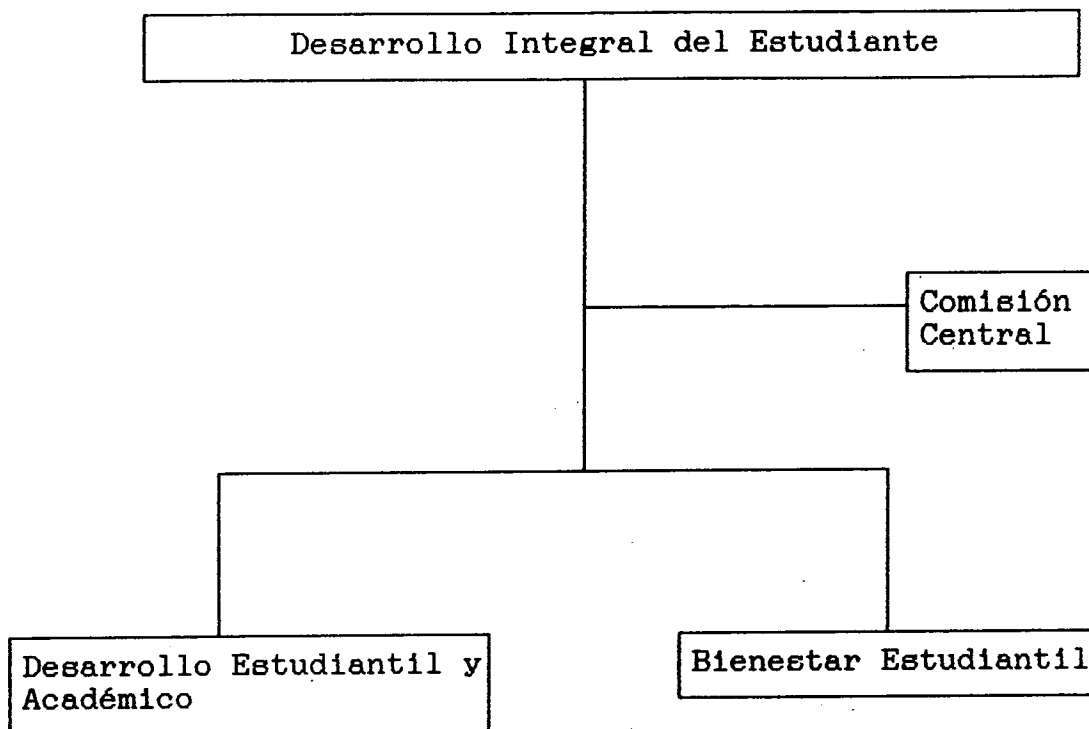 Desarrollo Integral del Estudiante
Comisión
Central
Desarrollo Estudiantil y
Académico
Bienestar Estudiantil